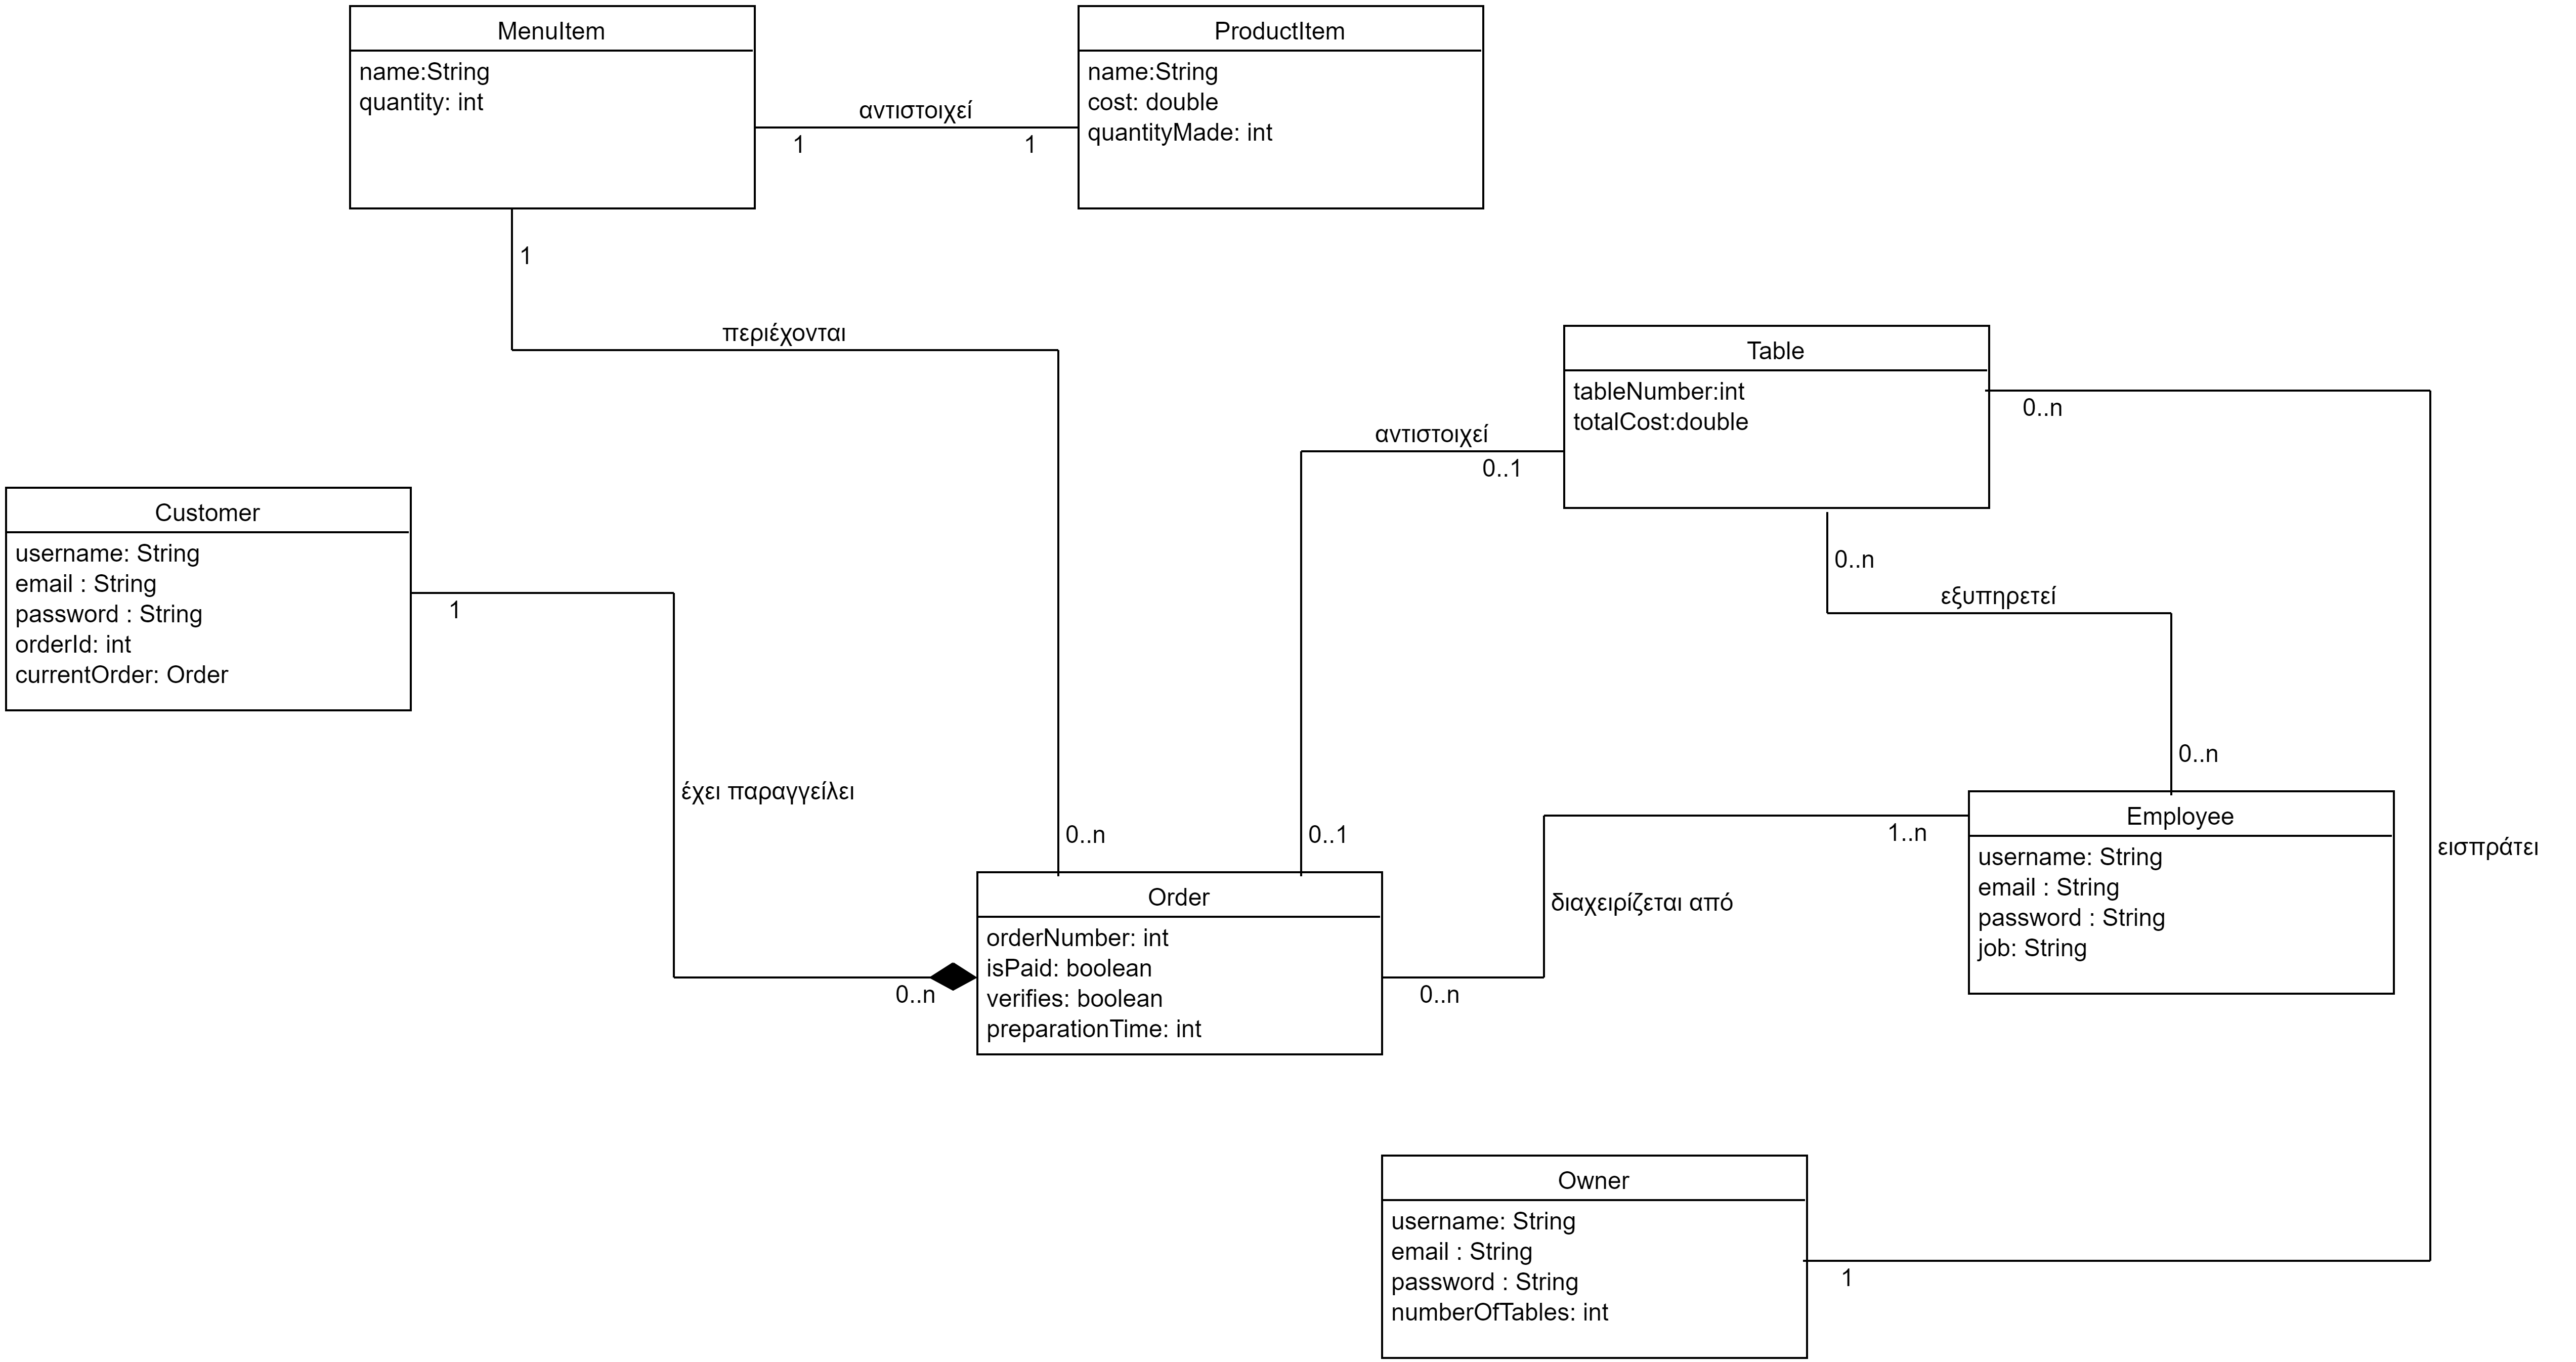 MenuItem
name:String
quantity: int
αντιστοιχεί
1
1
ProductItem
name:String
cost: double
quantityMade: int
1
περιέχονται
0..n
Table
tableNumber:int
totalCost:double
αντιστοιχεί
0..1
0..1
0..n
0..n
εξυπηρετεί
0..n
Customer
username: String
email : String
password : String
orderId: int
currentOrder: Order
1
έχει παραγγείλει
0..n
Order
orderNumber: int
isPaid: boolean
verifies: boolean
preparationTime: int
0..n
διαχειρίζεται από
1..n
Employee
username: String
email : String
password : String
job: String
εισπράτει
Owner
username: String
email : String
password : String
numberOfTables: int
1